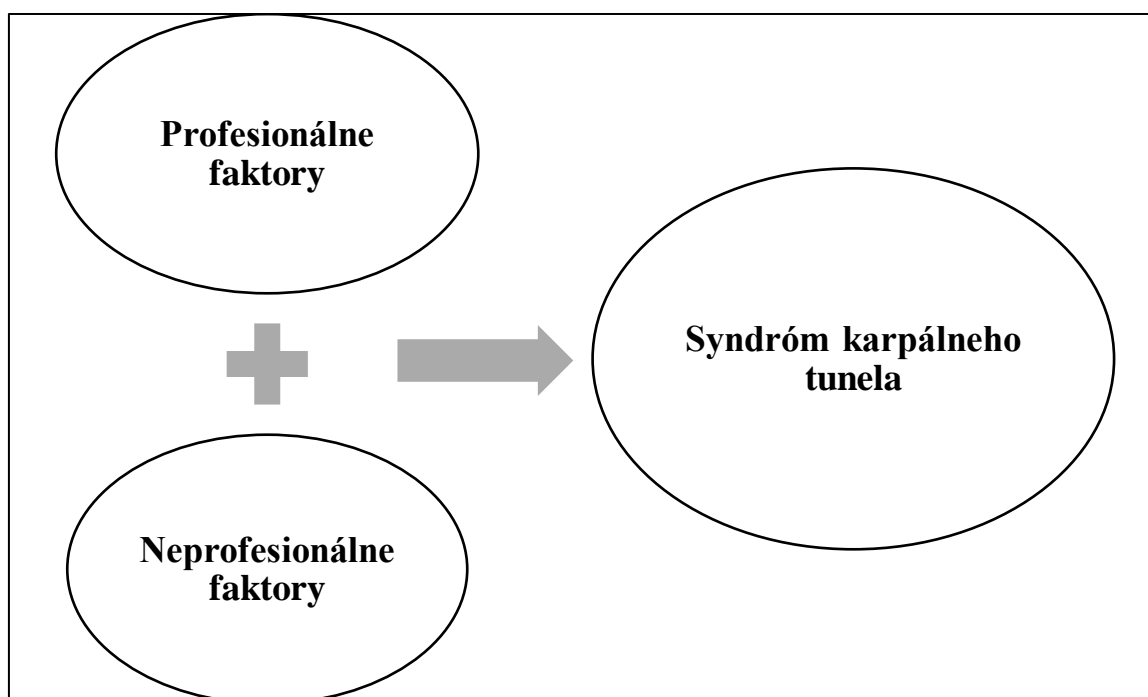 Profesionálne
faktory
Neprofesionálne
faktory
Syndróm karpálneho
tunela